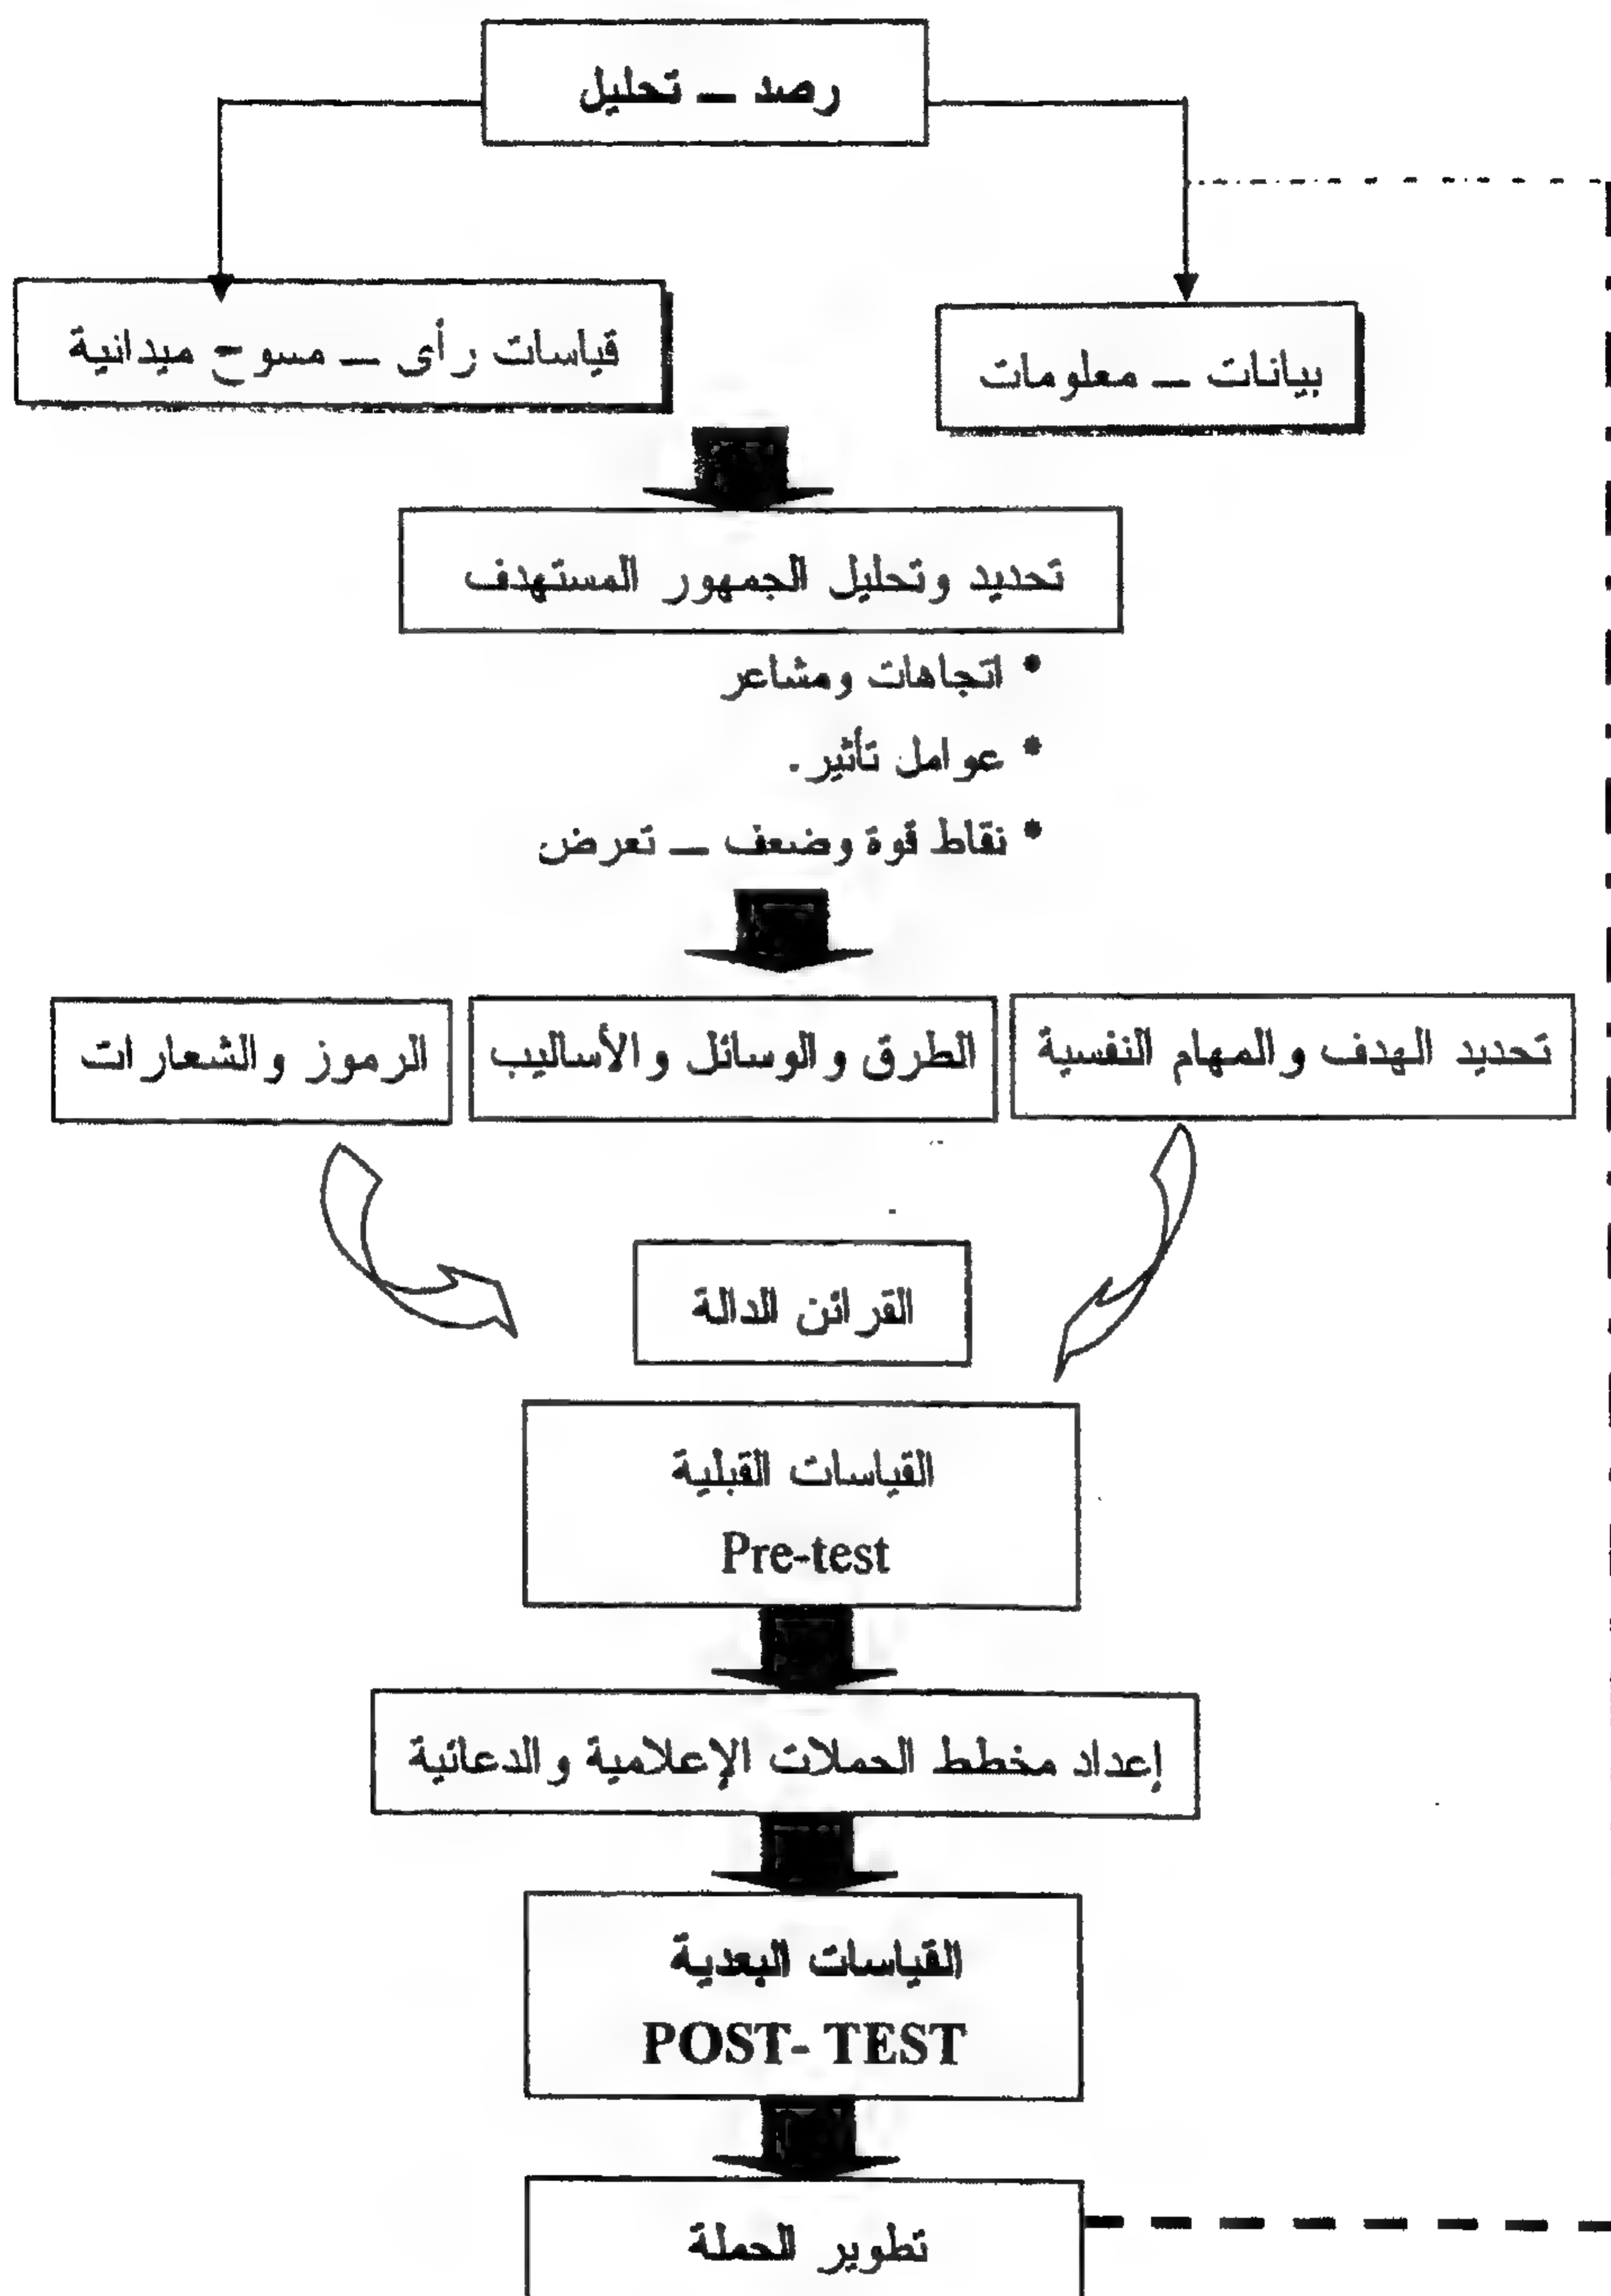 رصد – تحليل
بيانات – معلومات
قياسات رأى – مسوح ميدانية
تحديد وتحليل الجمهور المستهدف
* اتجاهات ومشاعر
* عوامل تأثير.
* نقاط قوة وضعف – تعرض
تحديد الهدف والمهام النفسية
الطرق والوسائل والأساليب
الرموز والشعارات
القرائن الدالة
القياسات القبلية
Pre-test
إعداد مخطط الحملات الإعلامية والدعائية
القياسات البعدية
POST- TEST
تطوير الحملة